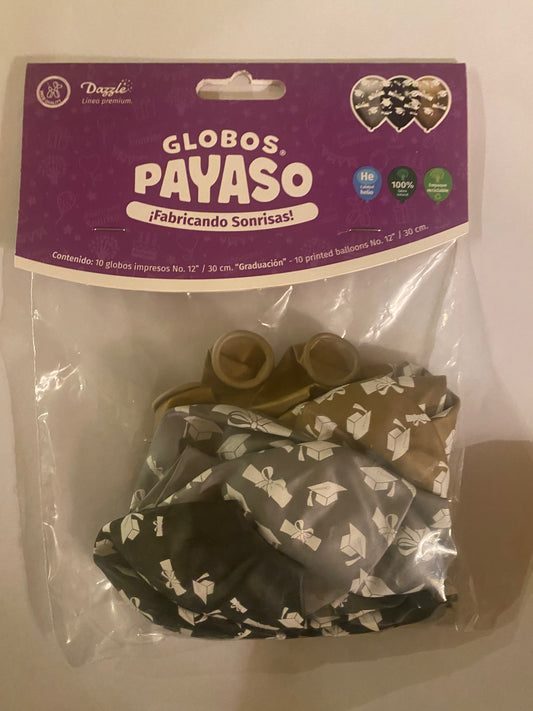 Dazzle
Línea premium.
GLOBOS
PAYASO
¡Fabricando Sonrisas!
He
100%
Contenido: 10 globos impresos No. 12" / 30 cm. "Graduación" - 10 printed balloons No. 12" / 30 cm.